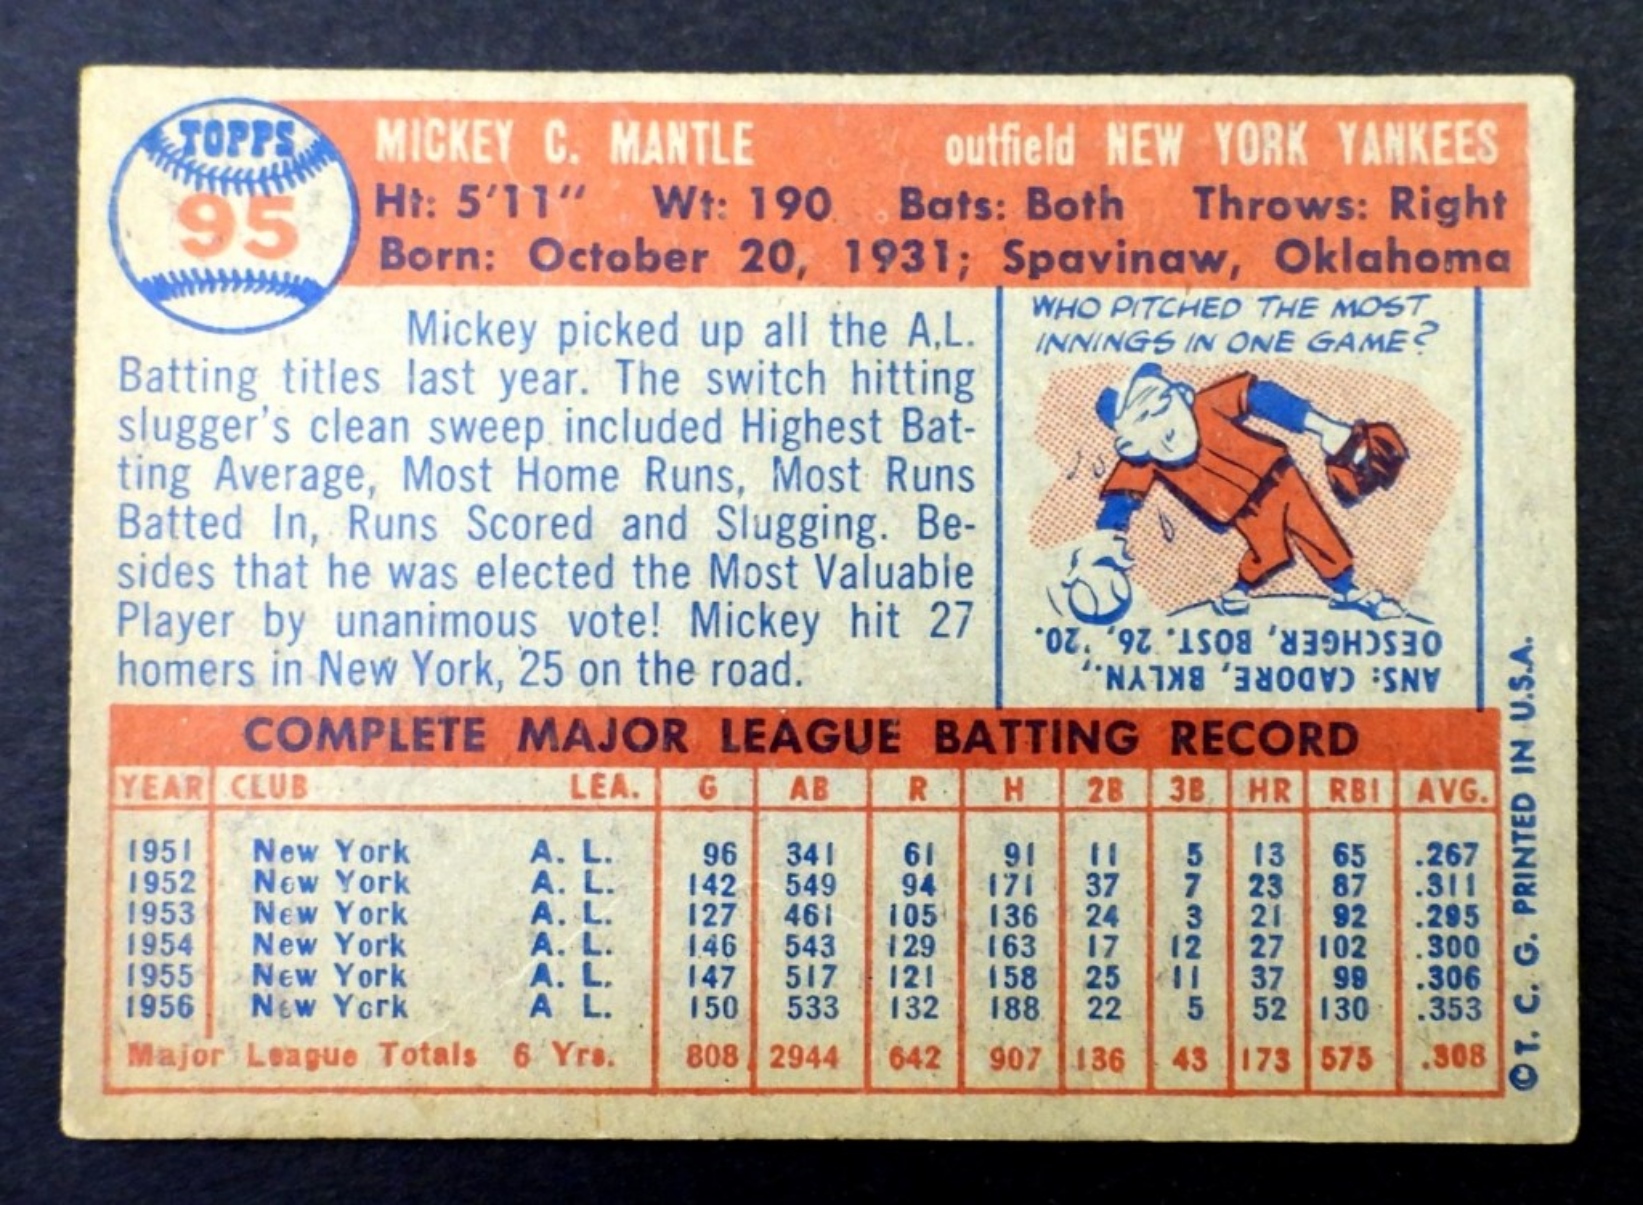 TOPPS
95
MICKEY C. MANTLE outfield NEW YORK YANKEES
Ht: 5'11" Wt: 190 Bats: Both Throws: Right
Born: October 20, 1931; Spavinaw, Oklahoma
Mickey picked up all the A.L.
Batting titles last year. The switch hitting
slugger's clean sweep included Highest Bat-
ting Average, Most Home Runs, Most Runs
Batted In, Runs Scored and Slugging. Be-
sides that he was elected the Most Valuable
Player by unanimous vote! Mickey hit 27
homers in New York, 25 on the road.
WHO PITCHED THE MOST
INNINGS IN ONE GAME?
ANS: CADORE, BKLYN.,
OESCHGER, BOST. 26, '20.
COMPLETE MAJOR LEAGUE BATTING RECORD
YEAR CLUB LEA. G AB R H 2B 3B HR RBI AVG.
1951 New York A. L. 96 341 61 91 11 5 13 65 .267
1952 New York A. L. 142 549 94 171 37 7 23 87 .311
1953 New York A. L. 127 461 105 136 24 3 21 92 .295
1954 New York A. L. 146 543 129 163 17 12 27 102 .300
1955 New York A. L. 147 517 121 158 25 11 37 99 .306
1956 New York A L. 150 533 132 188 22 5 52 130 .353
Major League Totals 6 Yrs. 808 2944 642 907 136 43 173 575 .308
© T. C. G. PRINTED IN U.S.A.